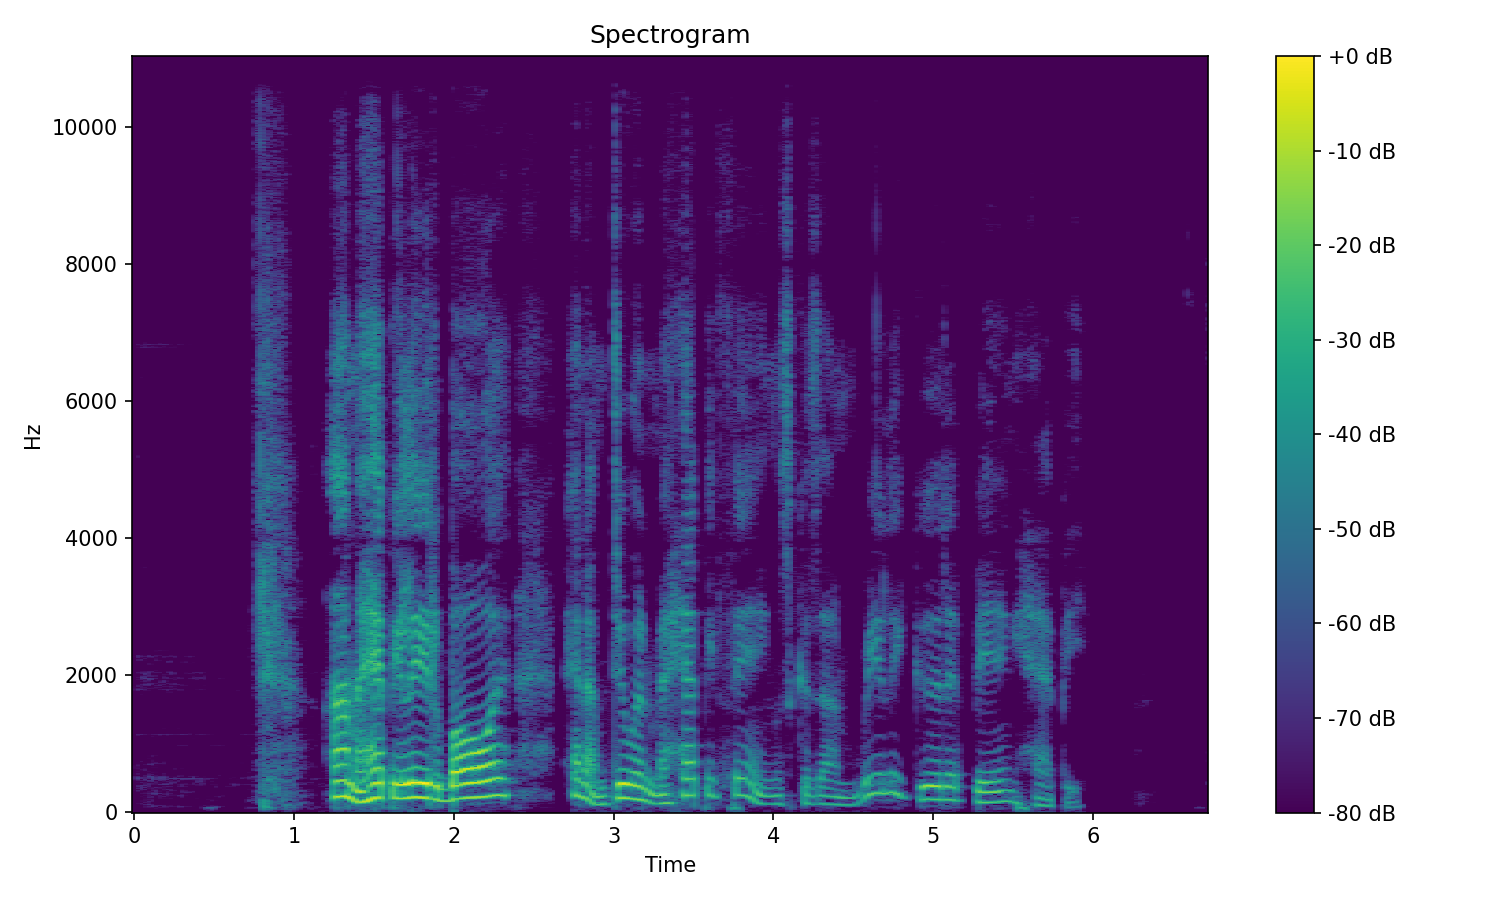 Spectrogram
+0 dB
10000
-10 dB
8000
-20 dB
-30 dB
6000
Hz
-40 dB
4000
-50 dB
-60 dB
2000
-70 dB
0
-80 dB
0 1 2 3 4 5 6
Time